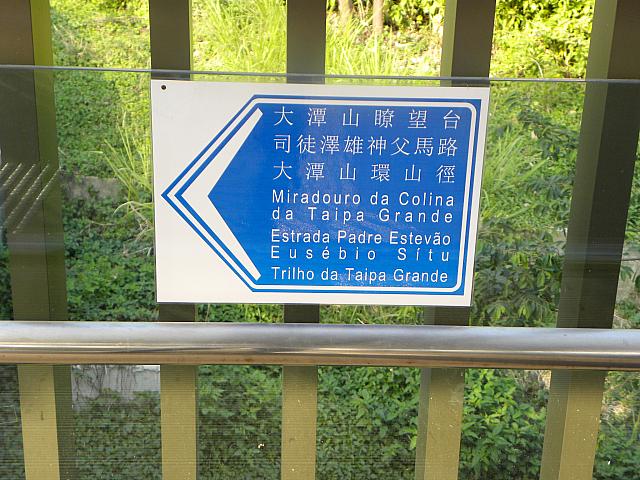 大潭山瞭望台
司徒澤雄神父馬路
大潭山環山徑
Miradouro da Colina
da Taipa Grande
Estrada Padre Estevão
Eusébio Sítu
Trilho da Taipa Grande